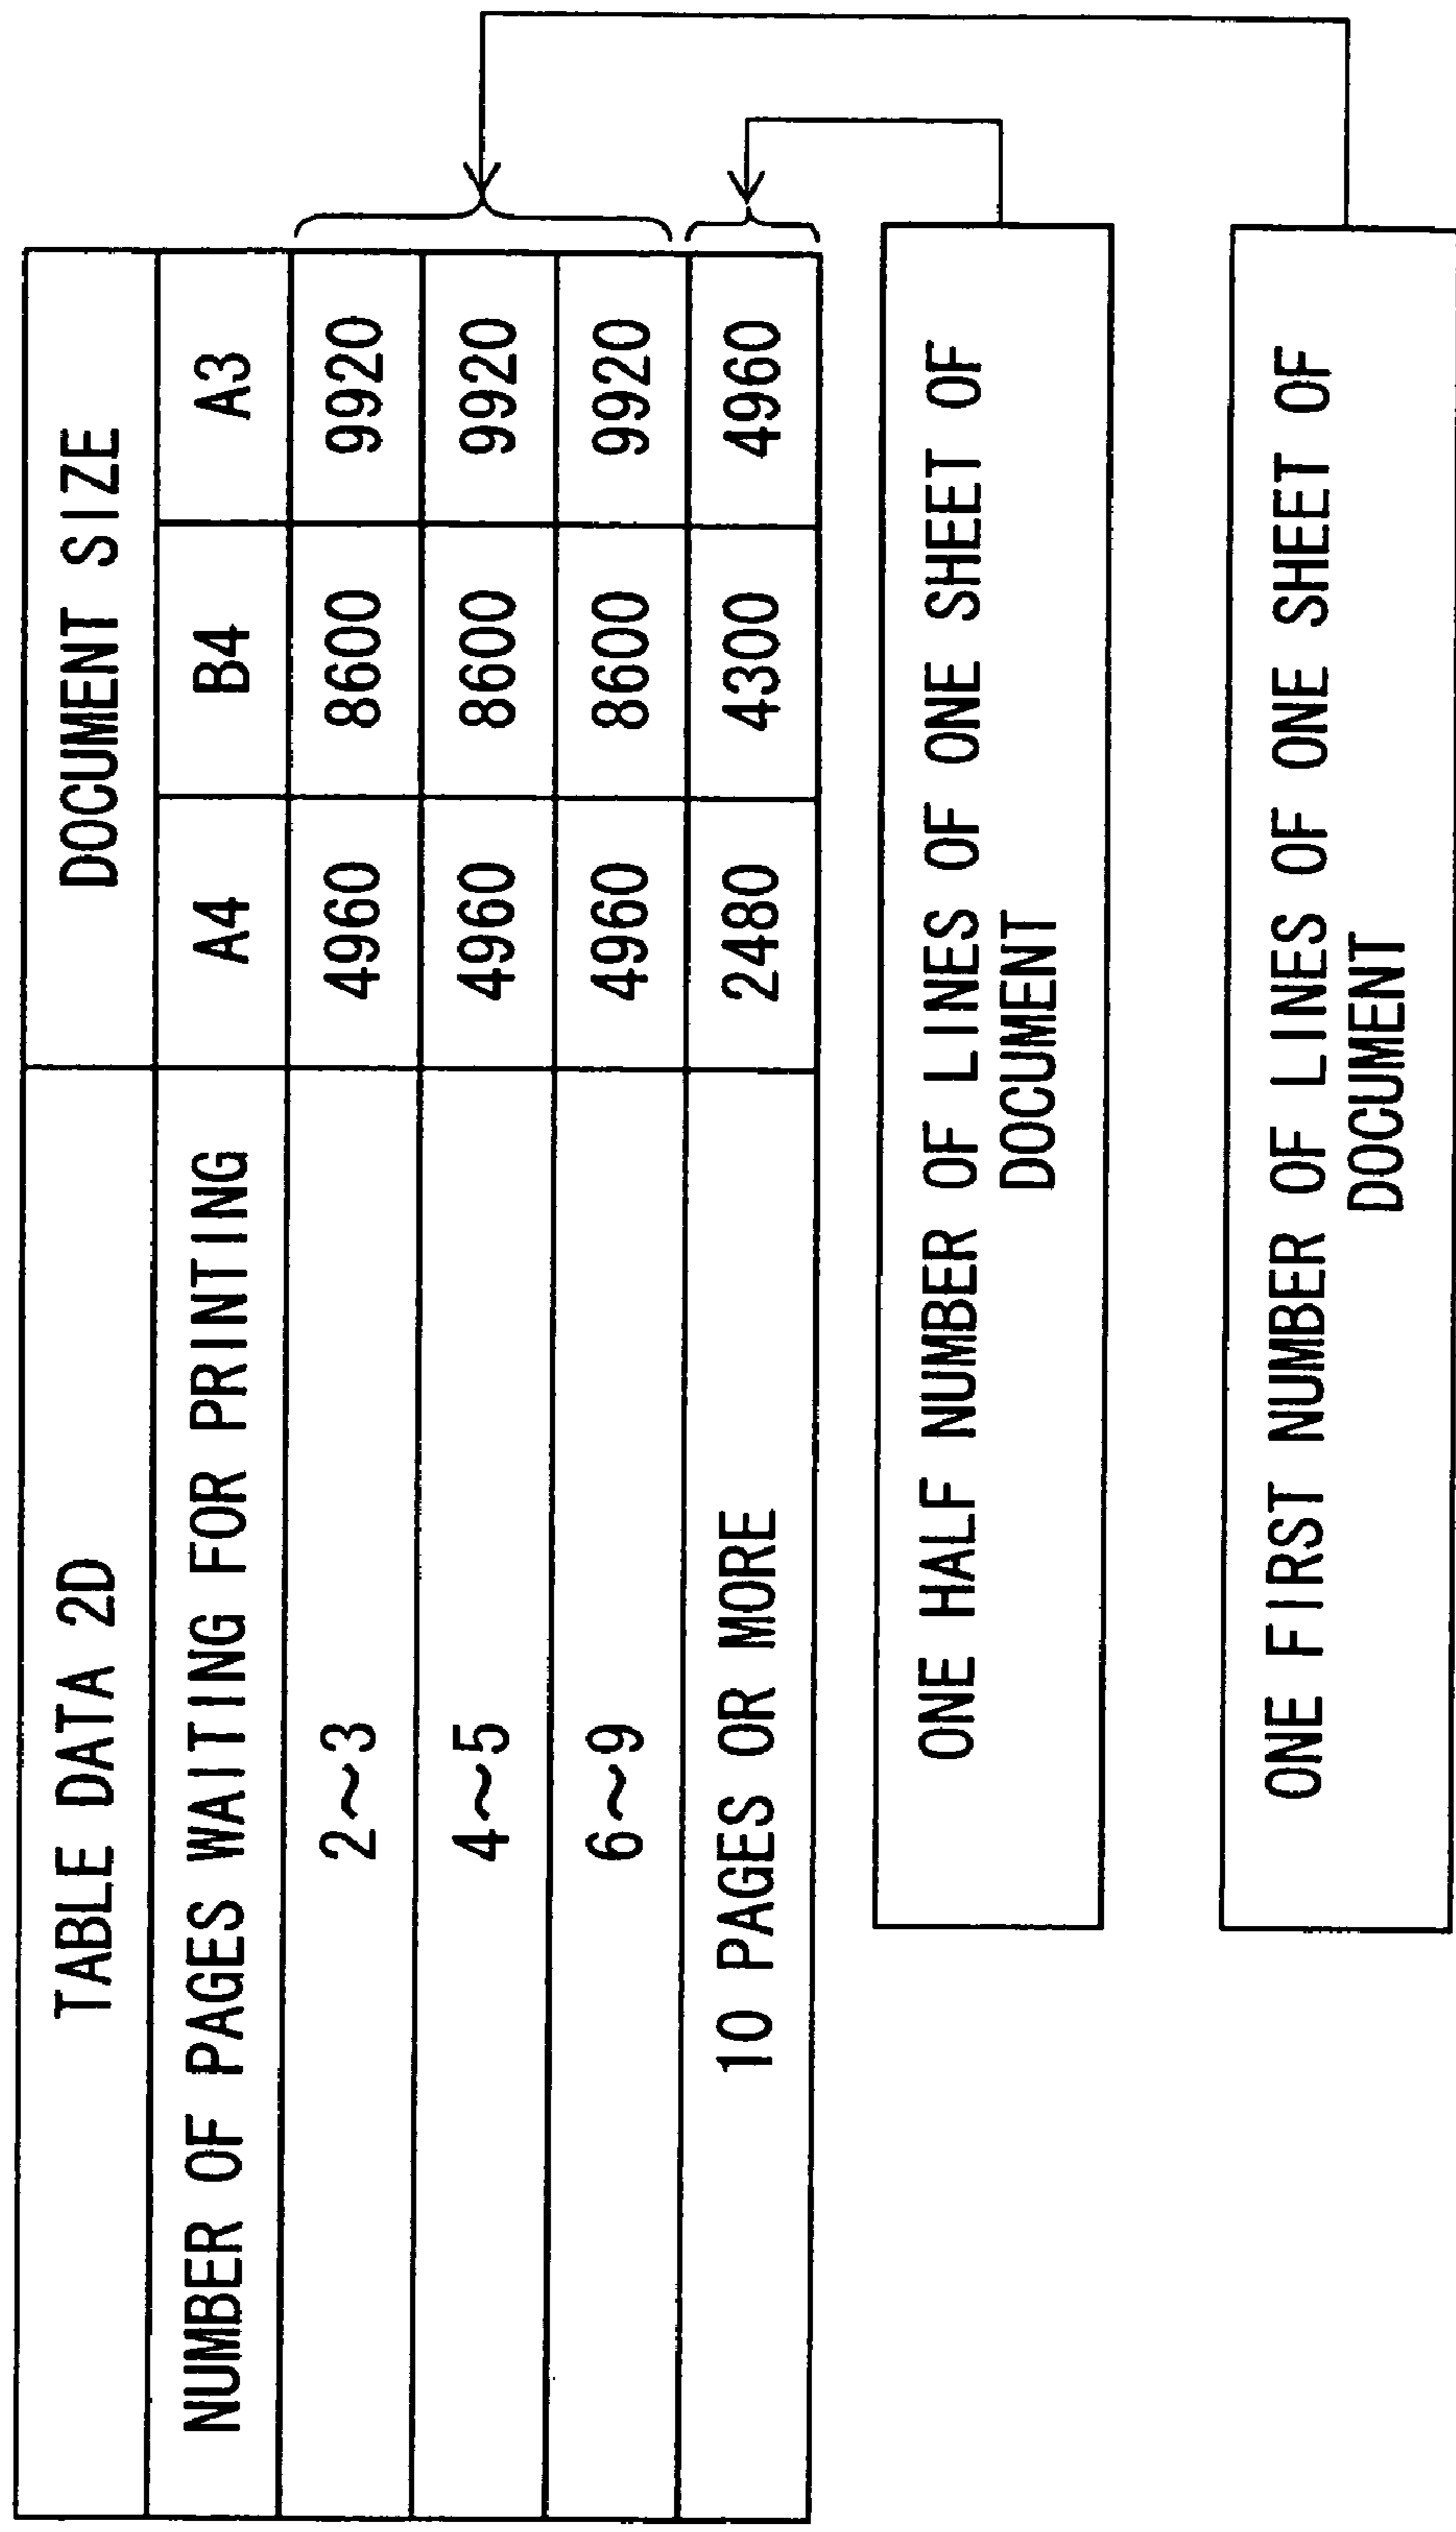 TABLE DATA 2D DOCUMENT SIZE
NUMBER OF PAGES WAITING FOR PRINTING A4 B4 A3
2~3 4960 8600 9920
4~5 4960 8600 9920
6~9 4960 8600 9920
10 PAGES OR MORE 2480 4300 4960
ONE HALF NUMBER OF LINES OF ONE SHEET OF
DOCUMENT
ONE FIRST NUMBER OF LINES OF ONE SHEET OF
DOCUMENT